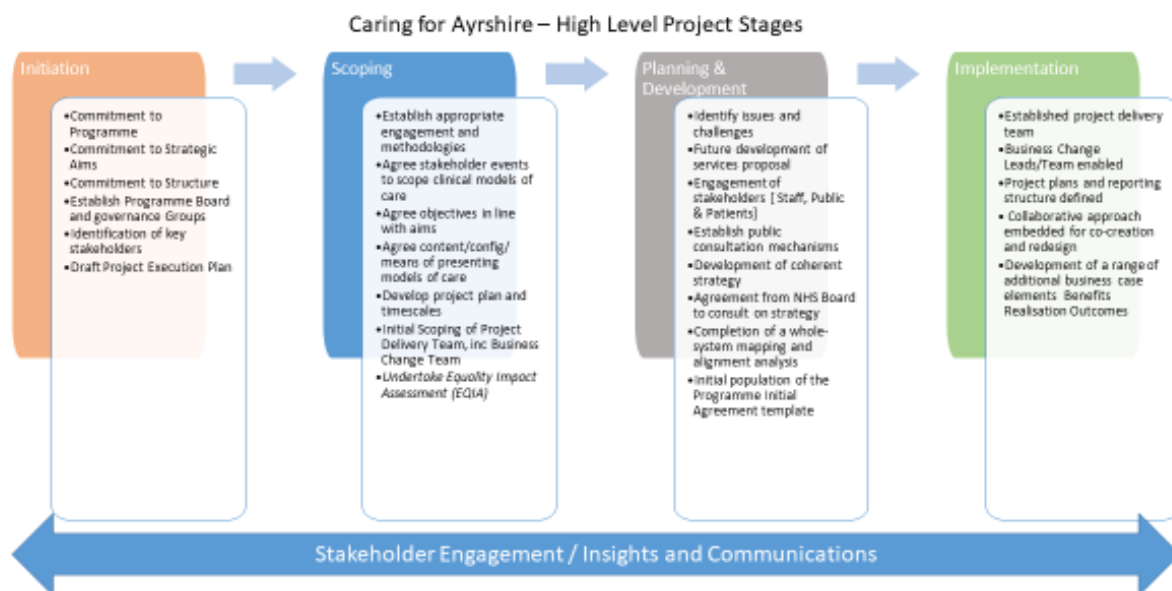 Caring for Ayrshire – High Level Project Stages
Initiation
•Commitment to
Programme
•Commitment to Strategic
Aims
•Commitment to Structure
•Establish Programme Board
and governance Groups
•Identification of key
stakeholders
•Draft Project Execution Plan
Scoping
•Establish appropriate
engagement and
methodologies
•Agree stakeholder events
to scope clinical models of
care
•Agree objectives in line
with aims
•Agree content/config/
means of presenting
models of care
•Develop project plan and
timescales
•Initial Scoping of Project
Delivery Team, inc Business
Change Team
•Undertake Equality Impact
Assessment (EQIA)
Planning &
Development
•Identify issues and
challenges
•Future development of
services proposal
•Engagement of
stakeholders [ Staff, Public
& Patients]
•Establish public
consultation mechanisms
•Development of coherent
strategy
•Agreement from NHS Board
to consult on strategy
•Completion of a whole-
system mapping and
alignment analysis
•Initial population of the
Programme Initial
Agreement template
Implementation
•Established project delivery
team
•Business Change
Leads/Team enabled
•Project plans and reporting
structure defined
• Collaborative approach
embedded for co-creation
and redesign
•Development of a range of
additional business case
elements. Benefits
Realisation Outcomes
Stakeholder Engagement / Insights and Communications